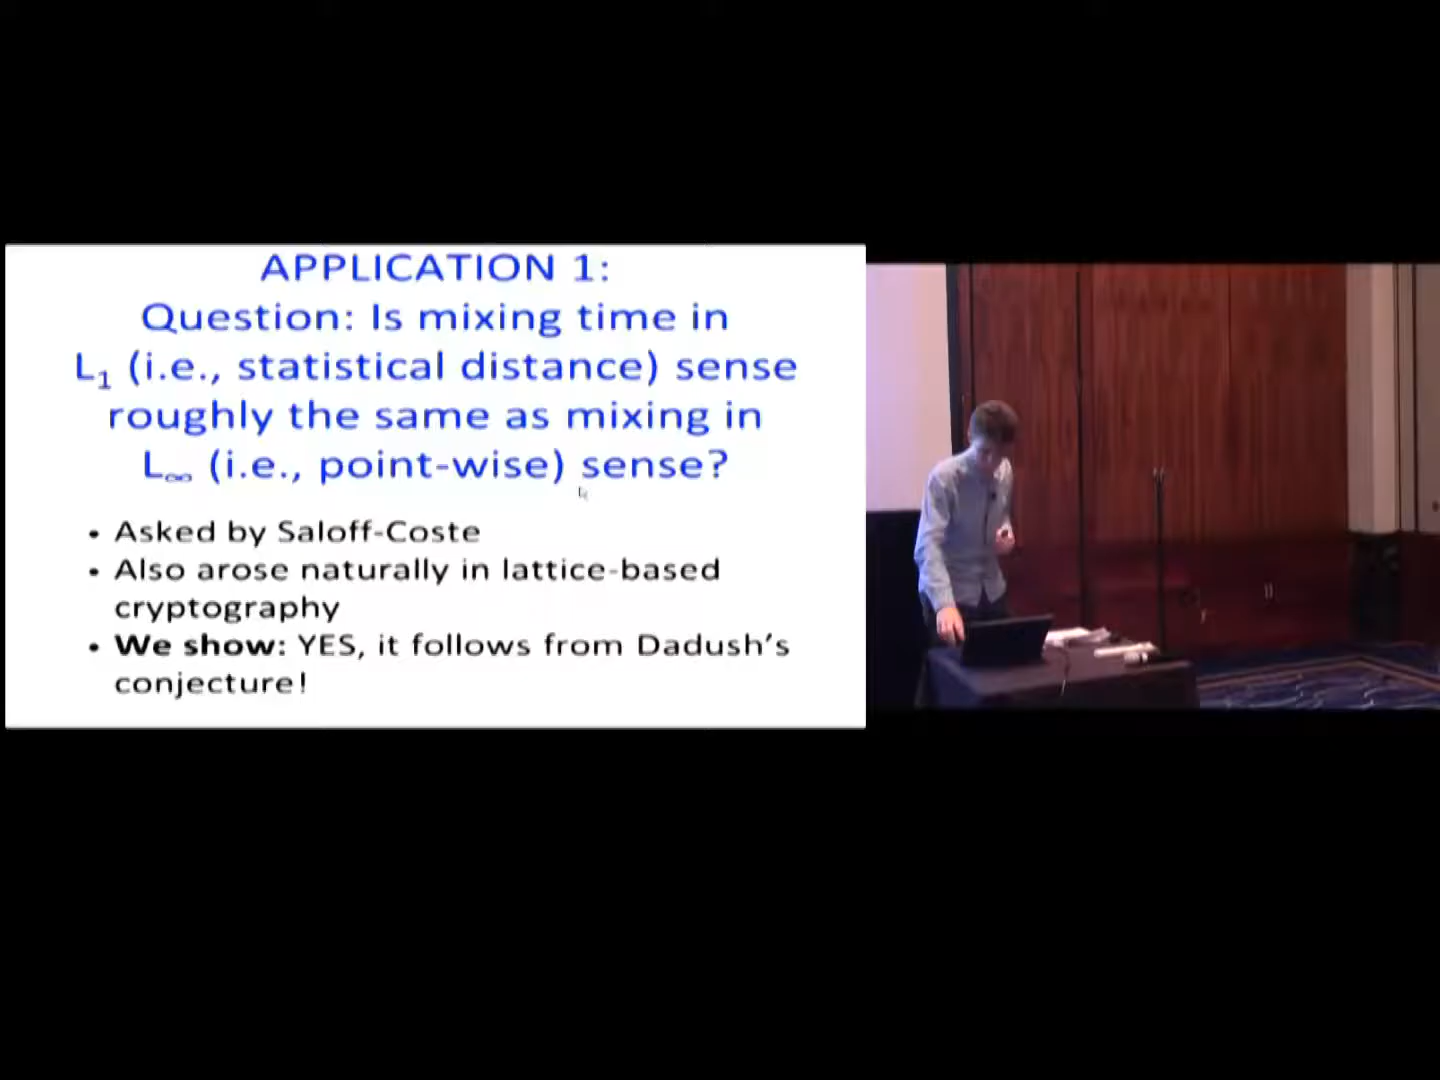 APPLICATION 1:
Question: Is mixing time in
L₁ (i.e., statistical distance) sense
roughly the same as mixing in
L∞ (i.e., point-wise) sense?
• Asked by Saloff-Coste
• Also arose naturally in lattice-based
cryptography
• We show: YES, it follows from Dadush's
conjecture!